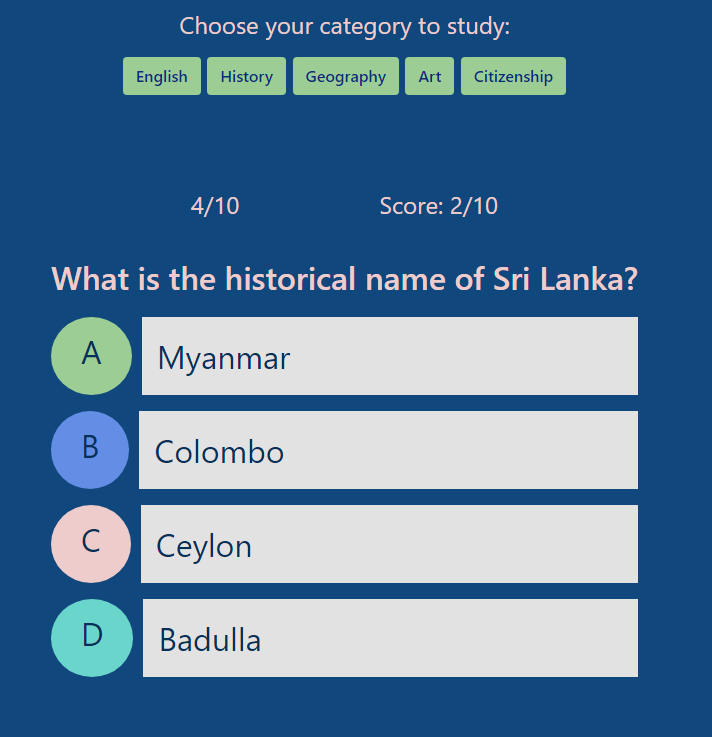 Choose your category to study:
English History Geography Art Citizenship
4/10 Score: 2/10
What is the historical name of Sri Lanka?
A Myanmar
B Colombo
C Ceylon
D Badulla